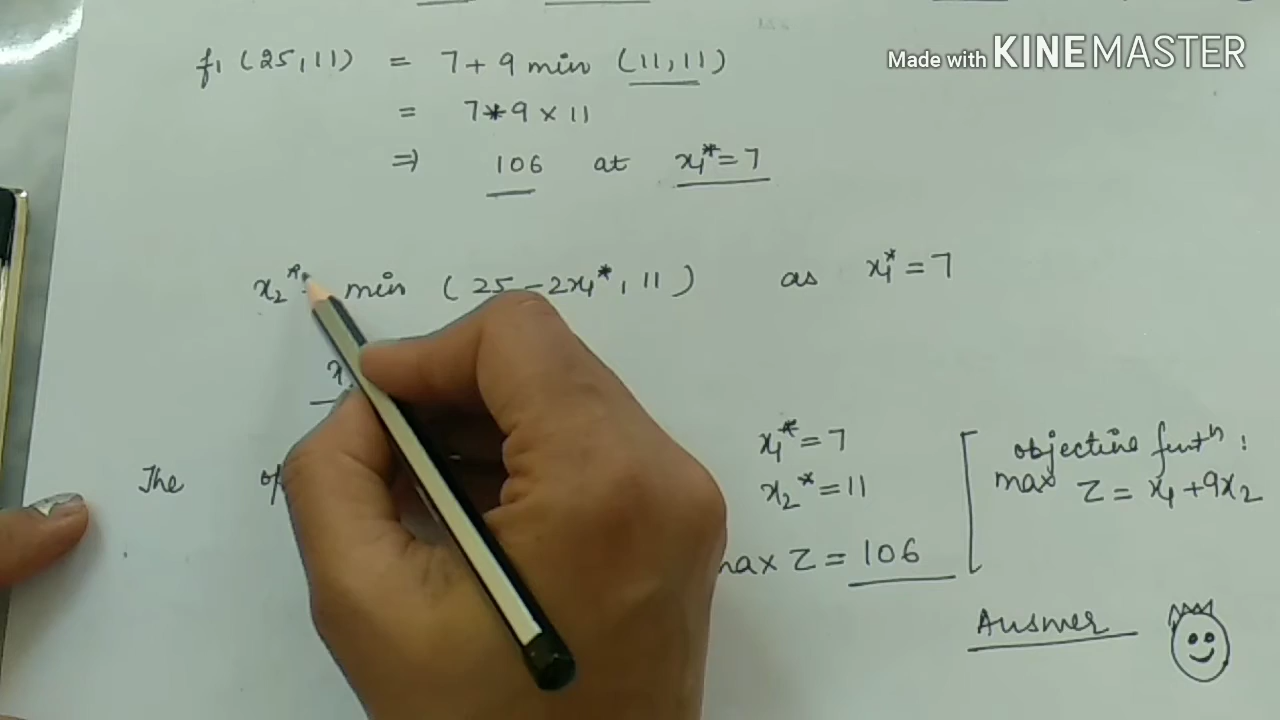 Made with KINEMASTER
f₁ (25, 11) = 7 + 9 min (11, 11)
= 7*9 × 11
⇒ 106 at x₁* = 7
x₂* = min (25 - 2x₁*, 11) as x₁* = 7
x
The op
x₁* = 7
x₂* = 11
max Z = 106
objective funtⁿ :
max Z = x₁ + 9x₂
Answer